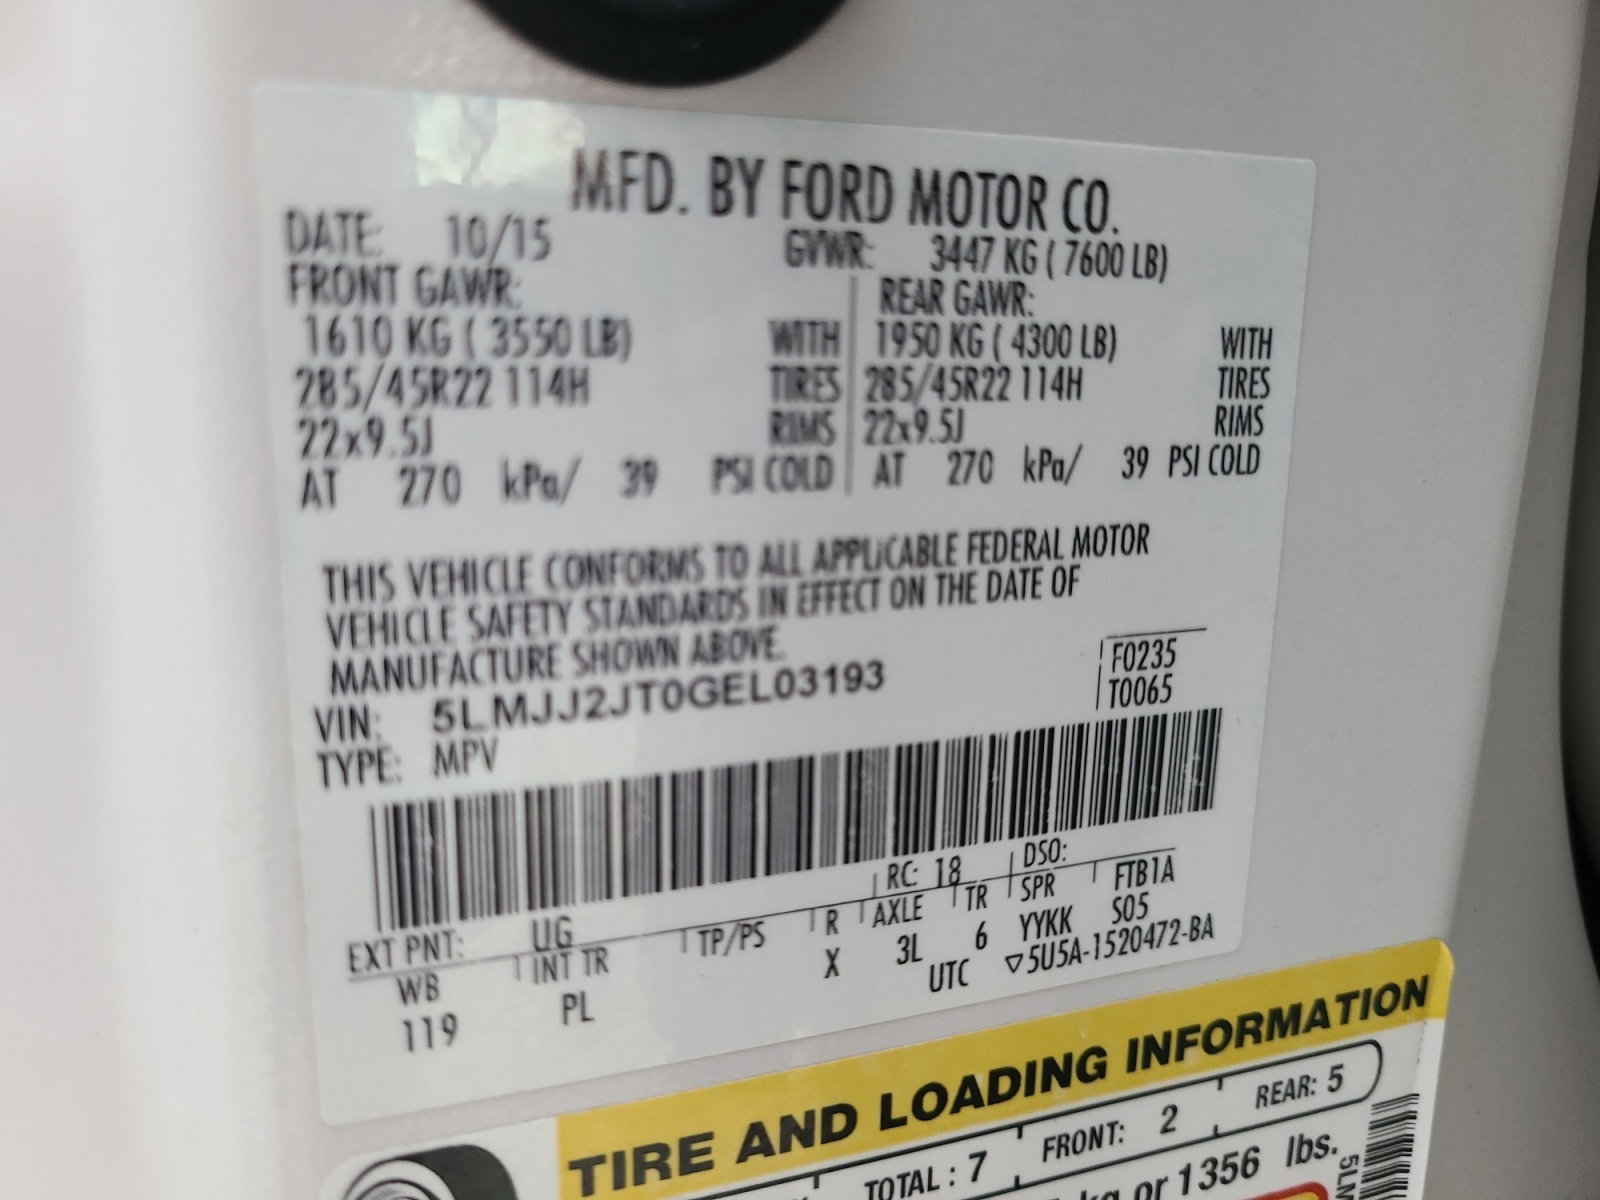 MFD. BY FORD MOTOR CO.
DATE: 10/15 GVWR: 3447 KG ( 7600 LB)
FRONT GAWR: REAR GAWR:
1610 KG ( 3550 LB) WITH 1950 KG ( 4300 LB) WITH
285/45R22 114H TIRES 285/45R22 114H TIRES
22x9.5J RIMS 22x9.5J RIMS
AT 270 kPa/ 39 PSI COLD AT 270 kPa/ 39 PSI COLD
THIS VEHICLE CONFORMS TO ALL APPLICABLE FEDERAL MOTOR
VEHICLE SAFETY STANDARDS IN EFFECT ON THE DATE OF
MANUFACTURE SHOWN ABOVE.
VIN: 5LMJJ2JT0GEL03193 F0235
TYPE: MPV T0065
RC: 18 DSO:
EXT PNT: UG FTB1A
WB INT TR TP/PS R AXLE TR SPR S05
119 PL X 3L 6 YYKK
UTC ▽5U5A-1520472-BA
TIRE AND LOADING INFORMATION
TOTAL : 7 FRONT: 2 REAR: 5
kg or 1356 lbs.